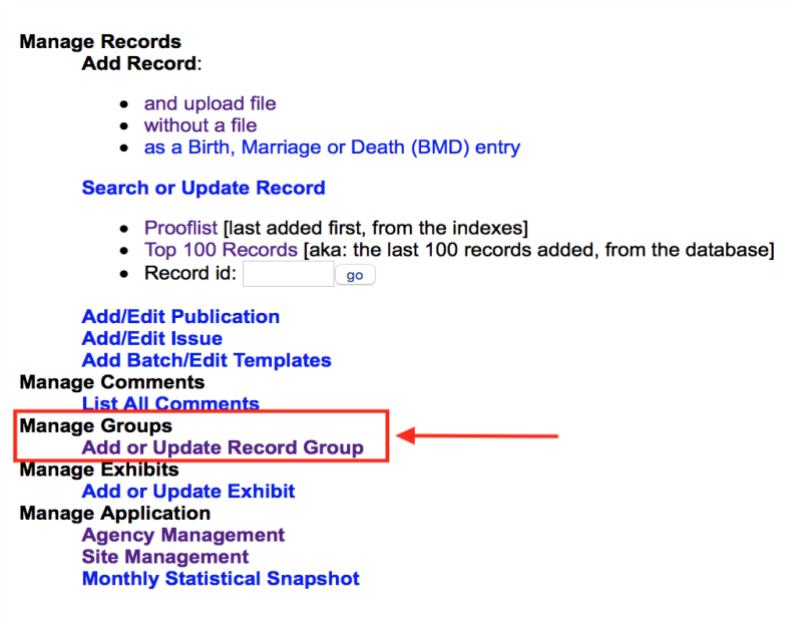 Manage Records
Add Record:
and upload file
without a file
as a Birth, Marriage or Death (BMD) entry
Search or Update Record
Prooflist [last added first, from the indexes]
Top 100 Records [aka: the last 100 records added, from the database]
Record id: go
Add/Edit Publication
Add/Edit Issue
Add Batch/Edit Templates
Manage Comments
List All Comments
Manage Groups
Add or Update Record Group
Manage Exhibits
Add or Update Exhibit
Manage Application
Agency Management
Site Management
Monthly Statistical Snapshot